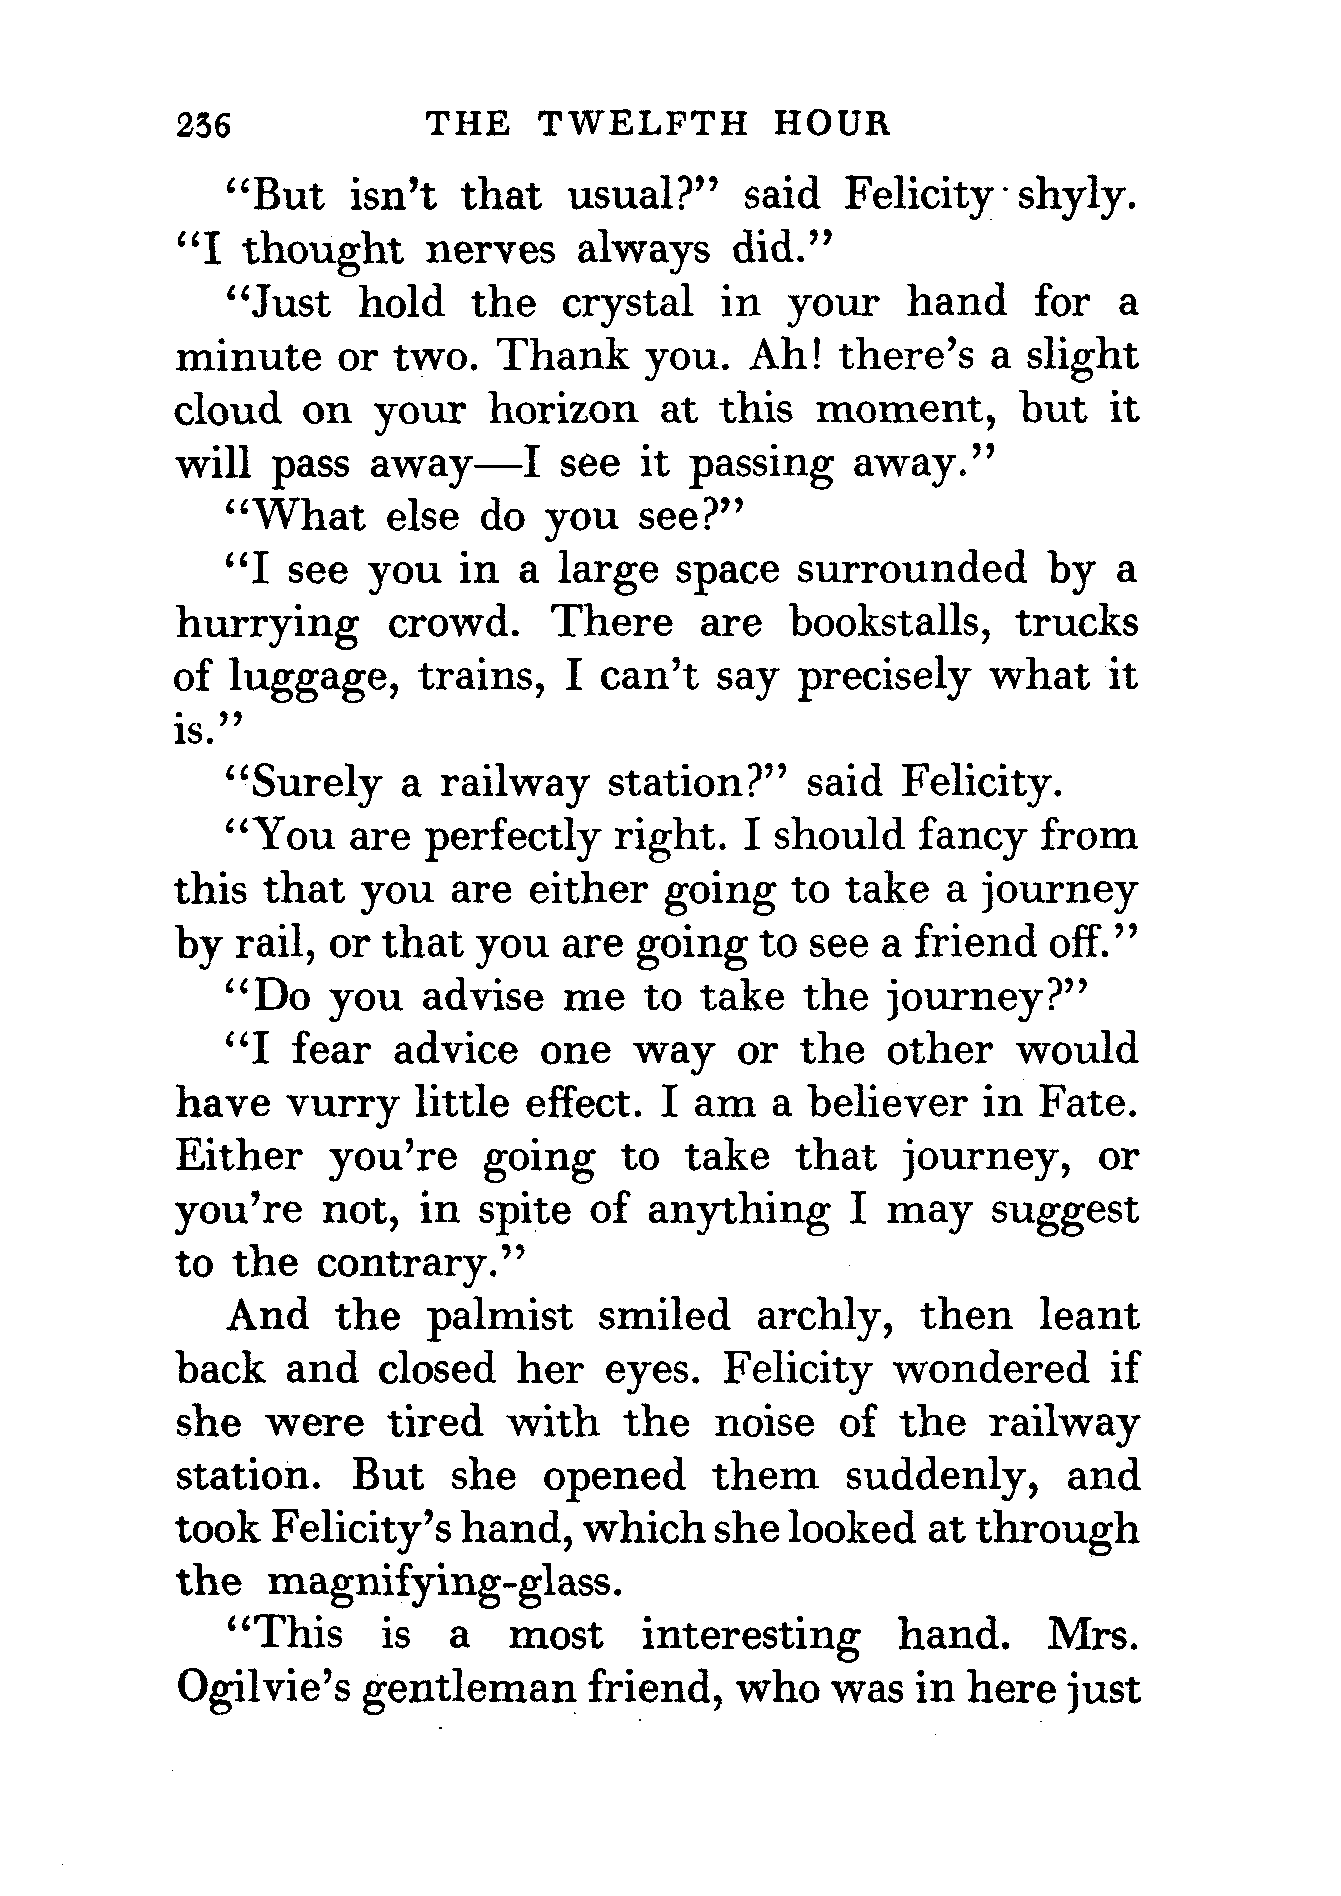 236 THE TWELFTH HOUR
“But isn’t that usual?” said Felicity shyly.
“I thought nerves always did.”
“Just hold the crystal in your hand for a
minute or two. Thank you. Ah! there’s a slight
cloud on your horizon at this moment, but it
will pass away—I see it passing away.”
“What else do you see?”
“I see you in a large space surrounded by a
hurrying crowd. There are bookstalls, trucks
of luggage, trains, I can’t say precisely what it
is.”
“Surely a railway station?” said Felicity.
“You are perfectly right. I should fancy from
this that you are either going to take a journey
by rail, or that you are going to see a friend off.”
“Do you advise me to take the journey?”
“I fear advice one way or the other would
have vurry little effect. I am a believer in Fate.
Either you’re going to take that journey, or
you’re not, in spite of anything I may suggest
to the contrary.”
And the palmist smiled archly, then leant
back and closed her eyes. Felicity wondered if
she were tired with the noise of the railway
station. But she opened them suddenly, and
took Felicity’s hand, which she looked at through
the magnifying-glass.
“This is a most interesting hand. Mrs.
Ogilvie’s gentleman friend, who was in here just